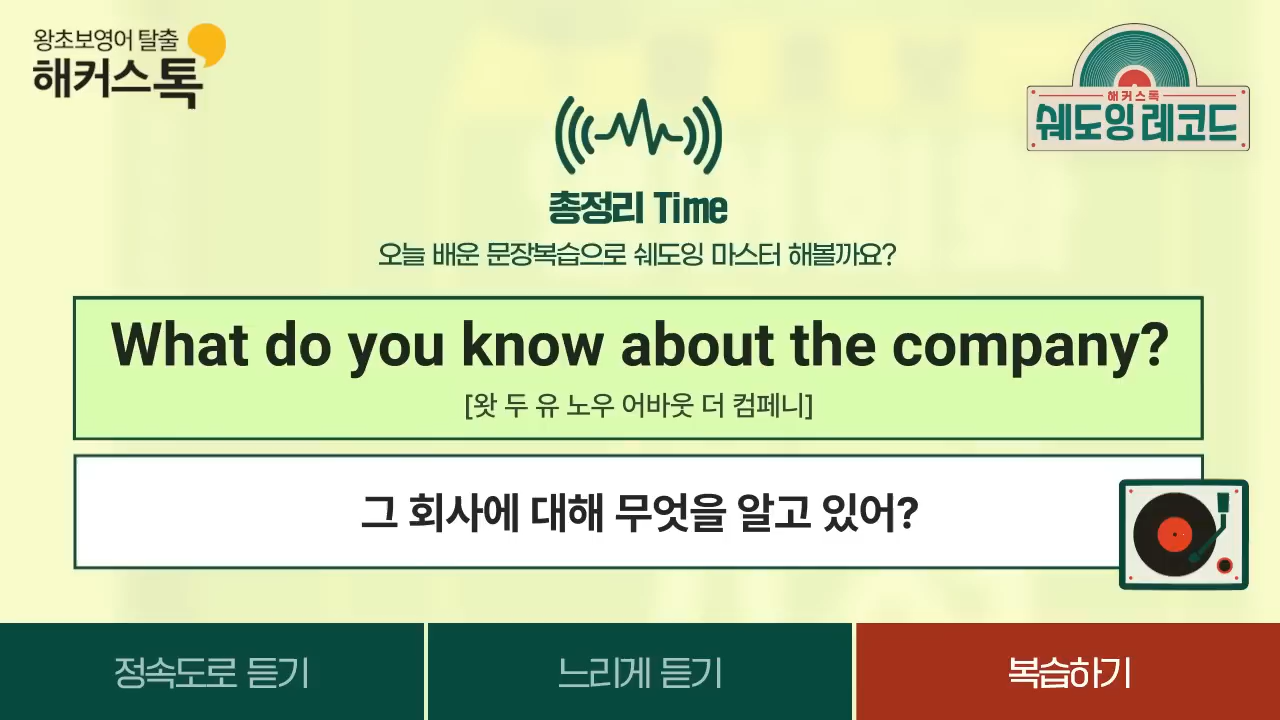 왕초보영어 탈출
해커스톡
해커스톡
쉐도잉 레코드
총정리 Time
오늘 배운 문장복습으로 쉐도잉 마스터 해볼까요?
What do you know about the company?
[왓 두 유 노우 어바웃 더 컴페니]
그 회사에 대해 무엇을 알고 있어?
정속도로 듣기
느리게 듣기
복습하기